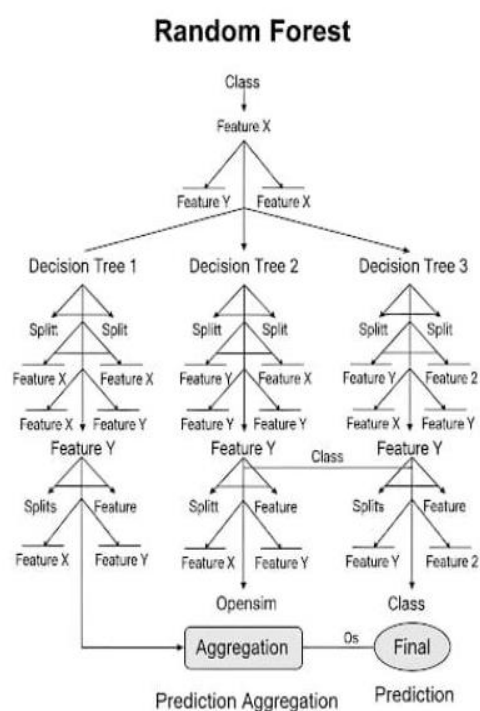 Random Forest
Class
Feature X
Feature Y Feature X
Decision Tree 1 Decision Tree 2 Decision Tree 3
Splitt Split Splitt Split Splitt Split
Feature X Feature X Feature Y Feature X Feature Y Feature 2
Feature X Feature Y Feature X Feature Y Feature X Feature Y
Feature Y Feature Y Class Feature Y
Splits Feature Splitt Feature Splits Feature
Feature X Feature Y Feature X Feature Y Feature Y Feature 2
Opensim Class
Aggregation Os Final
Prediction Aggregation Prediction